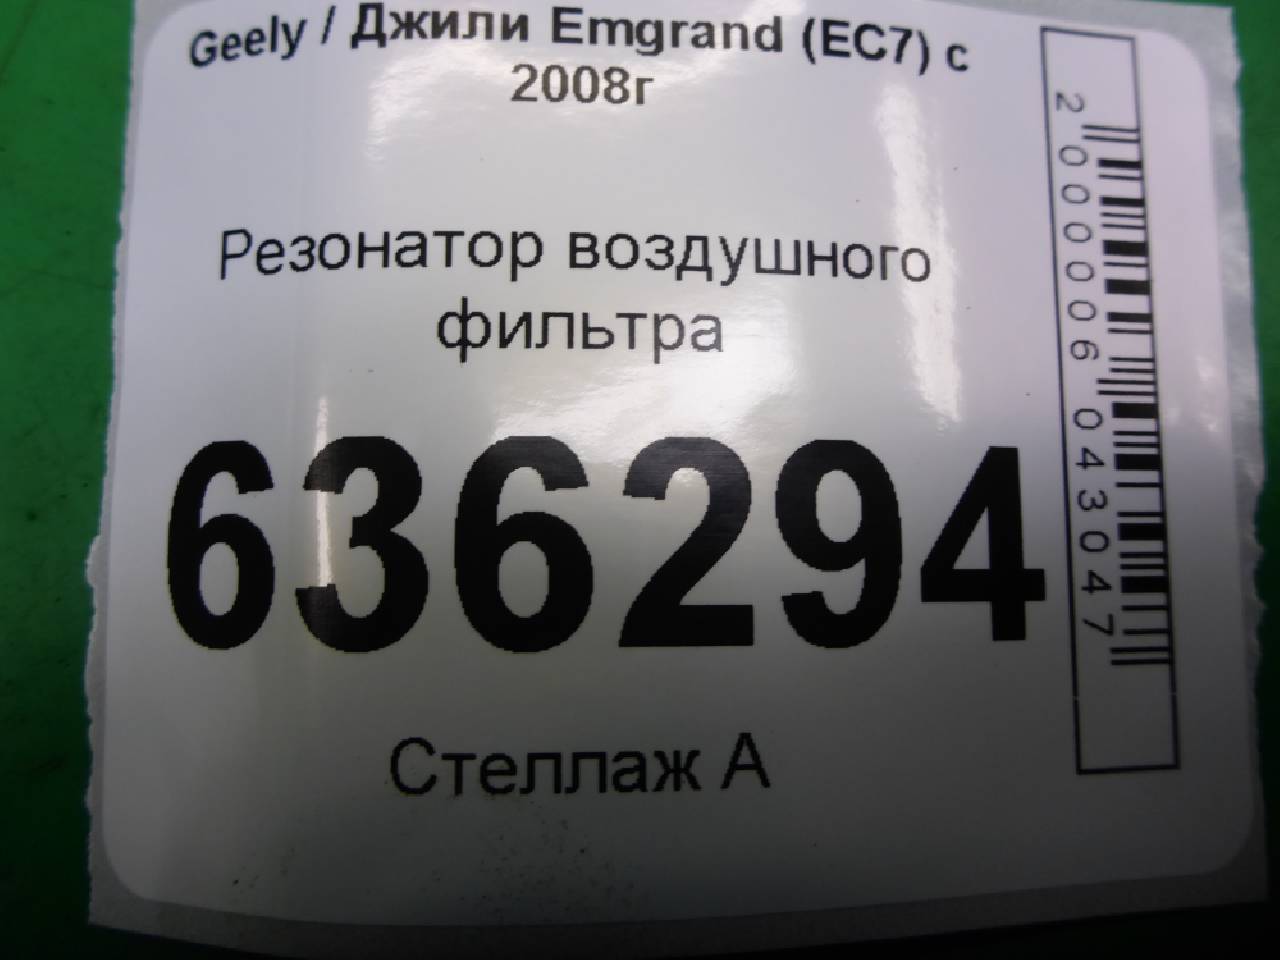 Geely / Джили Emgrand (EC7) с
2008г
Резонатор воздушного
фильтра
636294
Стеллаж А
2000006043047